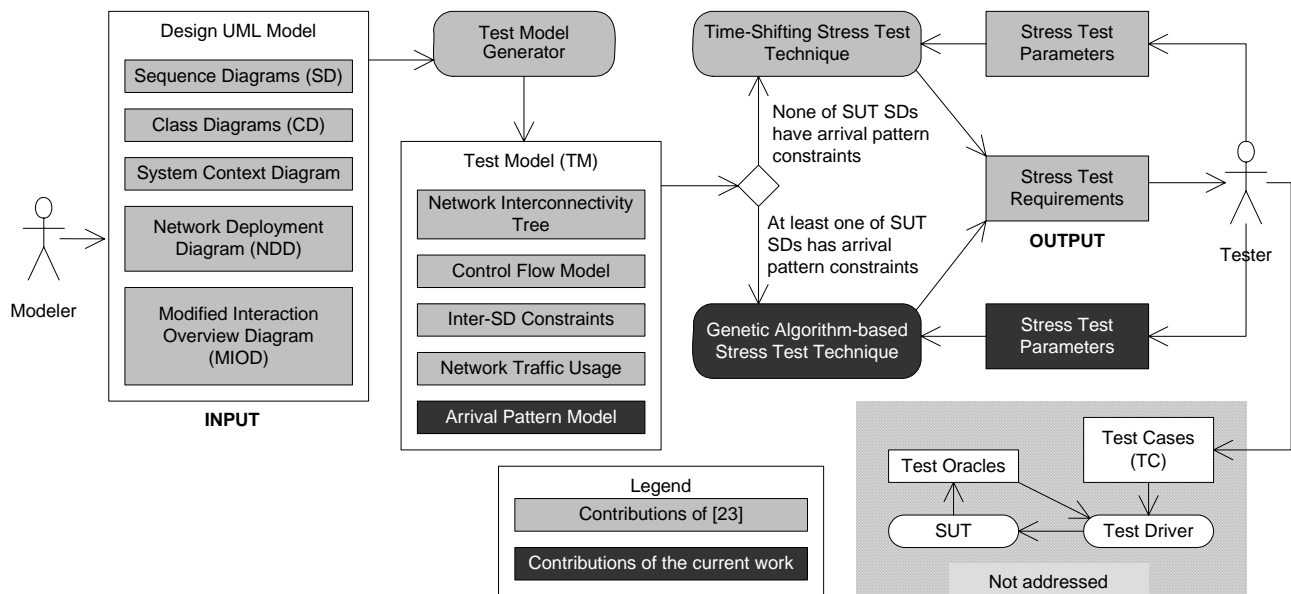 Design UML Model
Sequence Diagrams (SD)
Class Diagrams (CD)
System Context Diagram
Network Deployment
Diagram (NDD)
Modified Interaction
Overview Diagram
(MIOD)
INPUT
Modeler
Test Model
Generator
Test Model (TM)
Network Interconnectivity
Tree
Control Flow Model
Inter-SD Constraints
Network Traffic Usage
Arrival Pattern Model
Time-Shifting Stress Test
Technique
None of SUT SDs
have arrival pattern
constraints
At least one of SUT
SDs has arrival
pattern constraints
Genetic Algorithm-based
Stress Test Technique
Stress Test
Parameters
Stress Test
Requirements
OUTPUT
Stress Test
Parameters
Tester
Legend
Contributions of [23]
Contributions of the current work
Test Cases
(TC)
Test Oracles
SUT
Test Driver
Not addressed